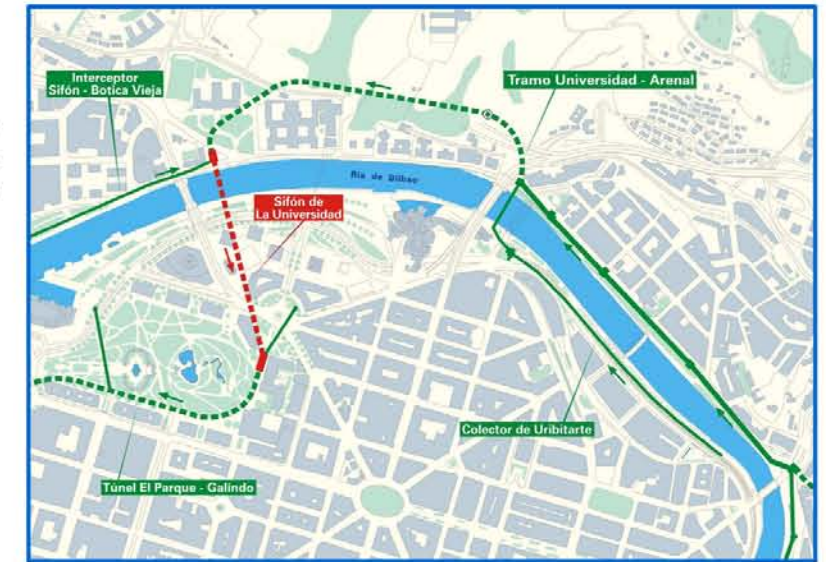 Interceptor
Sifón - Botica Vieja
Tramo Universidad - Arenal
Ría de Bilbao
Sifón de
La Universidad
Colector de Uribitarte
Túnel El Parque - Galindo